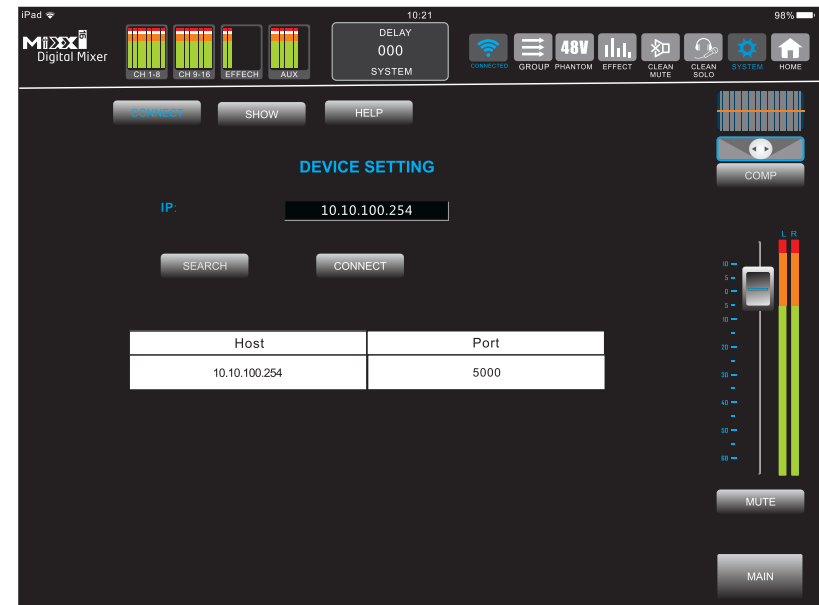 iPad 10:21 98%
Mixxi 16
Digital Mixer
CH 1-8 CH 9-16 EFFECH AUX
DELAY
000
SYSTEM
CONNECTED GROUP 48V PHANTOM EFFECT CLEAN MUTE CLEAN SOLO SYSTEM HOME
CONNECT SHOW HELP
COMP
DEVICE SETTING
IP: 10.10.100.254
SEARCH CONNECT
Host Port
10.10.100.254 5000
L R
10
5
0
5
10
20
30
40
50
60
MUTE
MAIN